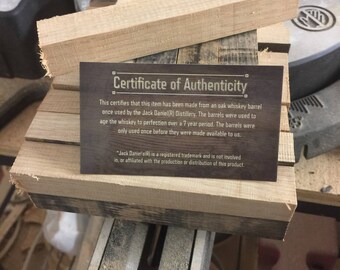 Certificate of Authenticity
This certifies that this item has been made from an oak whiskey barrel
once used by the Jack Daniel(R) Distillery. The barrels were used to
age the whiskey to perfection over a 7 year period. The barrels were
only used once before they were made available to us.
"Jack Daniel's(R) is a registered trademark and is not involved
in, or affiliated with the production or distribution of this product